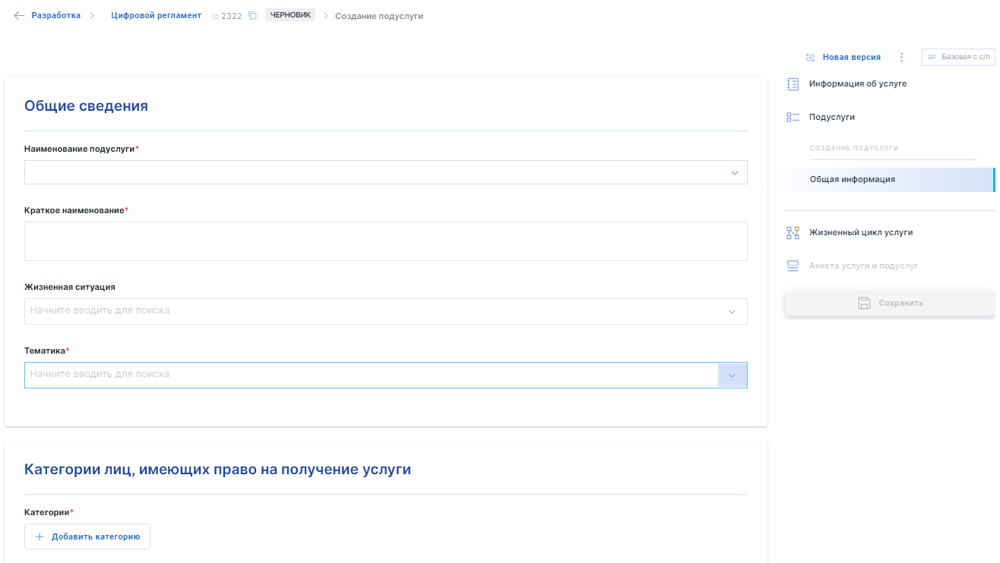 Разработка Цифровой регламент id 2322 ЧЕРНОВИК Создание подуслуги
Новая версия Базовая с с/п
Общие сведения
Наименование подуслуги*
Краткое наименование*
Жизненная ситуация
Начните вводить для поиска
Тематика*
Начните вводить для поиска
Категории лиц, имеющих право на получение услуги
Категории*
Добавить категорию
Информация об услуге
Подуслуги
СОЗДАНИЕ ПОДУСЛУГИ
Общая информация
Жизненный цикл услуги
Анкета услуги и подуслуг
Сохранить